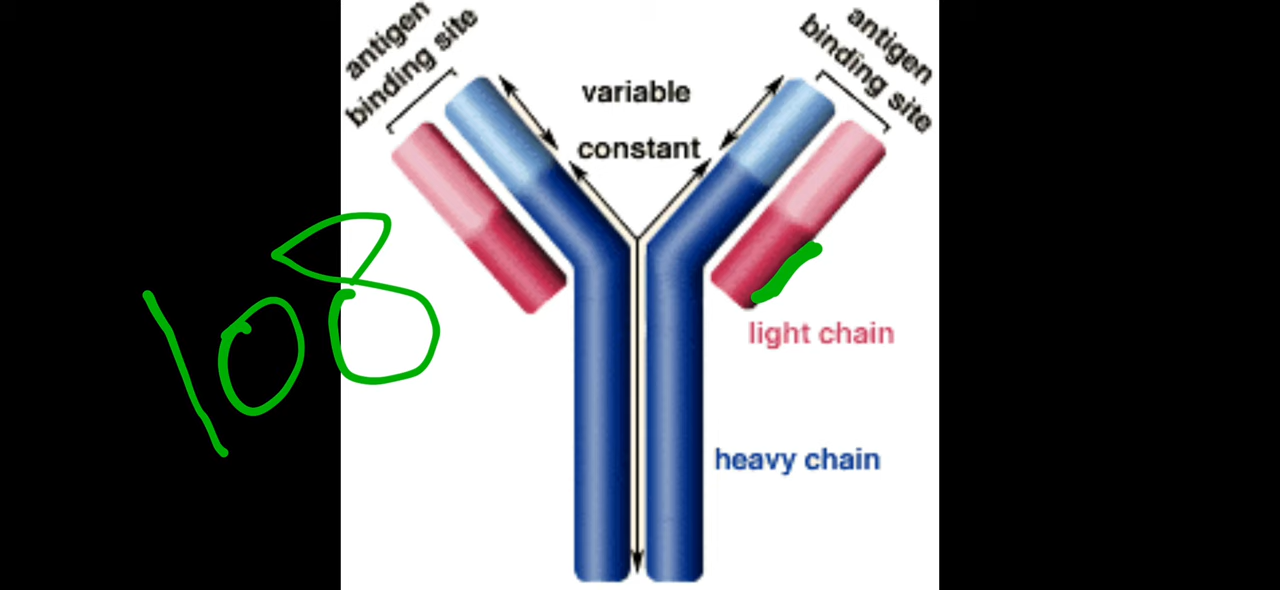 antigen
binding site
antigen
binding site
variable
constant
108
light chain
heavy chain